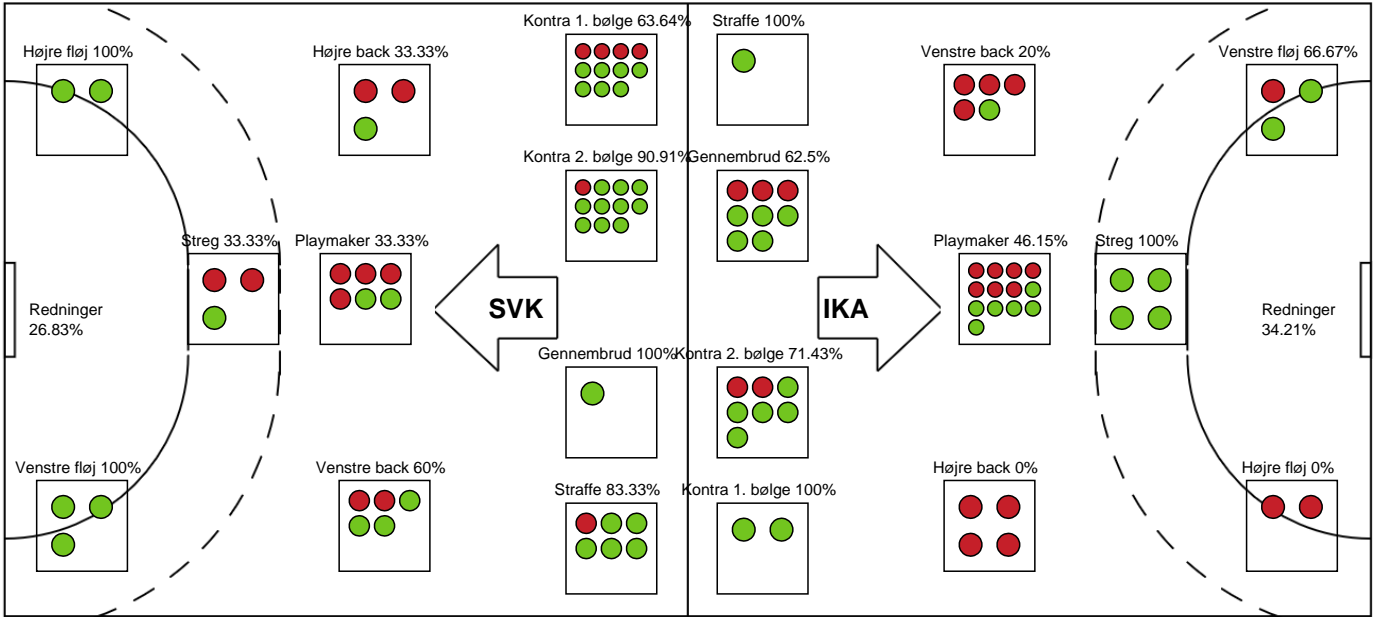 Kontra 1. bølge 63.64%
Straffe 100%
Højre fløj 100%
Højre back 33.33%
Venstre back 20%
Venstre fløj 66.67%
Kontra 2. bølge 90.91%
Gennembrud 62.5%
Streg 33.33%
Playmaker 33.33%
Playmaker 46.15%
Streg 100%
Redninger
26.83%
SVK
IKA
Redninger
34.21%
Gennembrud 100%
Kontra 2. bølge 71.43%
Venstre fløj 100%
Venstre back 60%
Højre back 0%
Højre fløj 0%
Straffe 83.33%
Kontra 1. bølge 100%